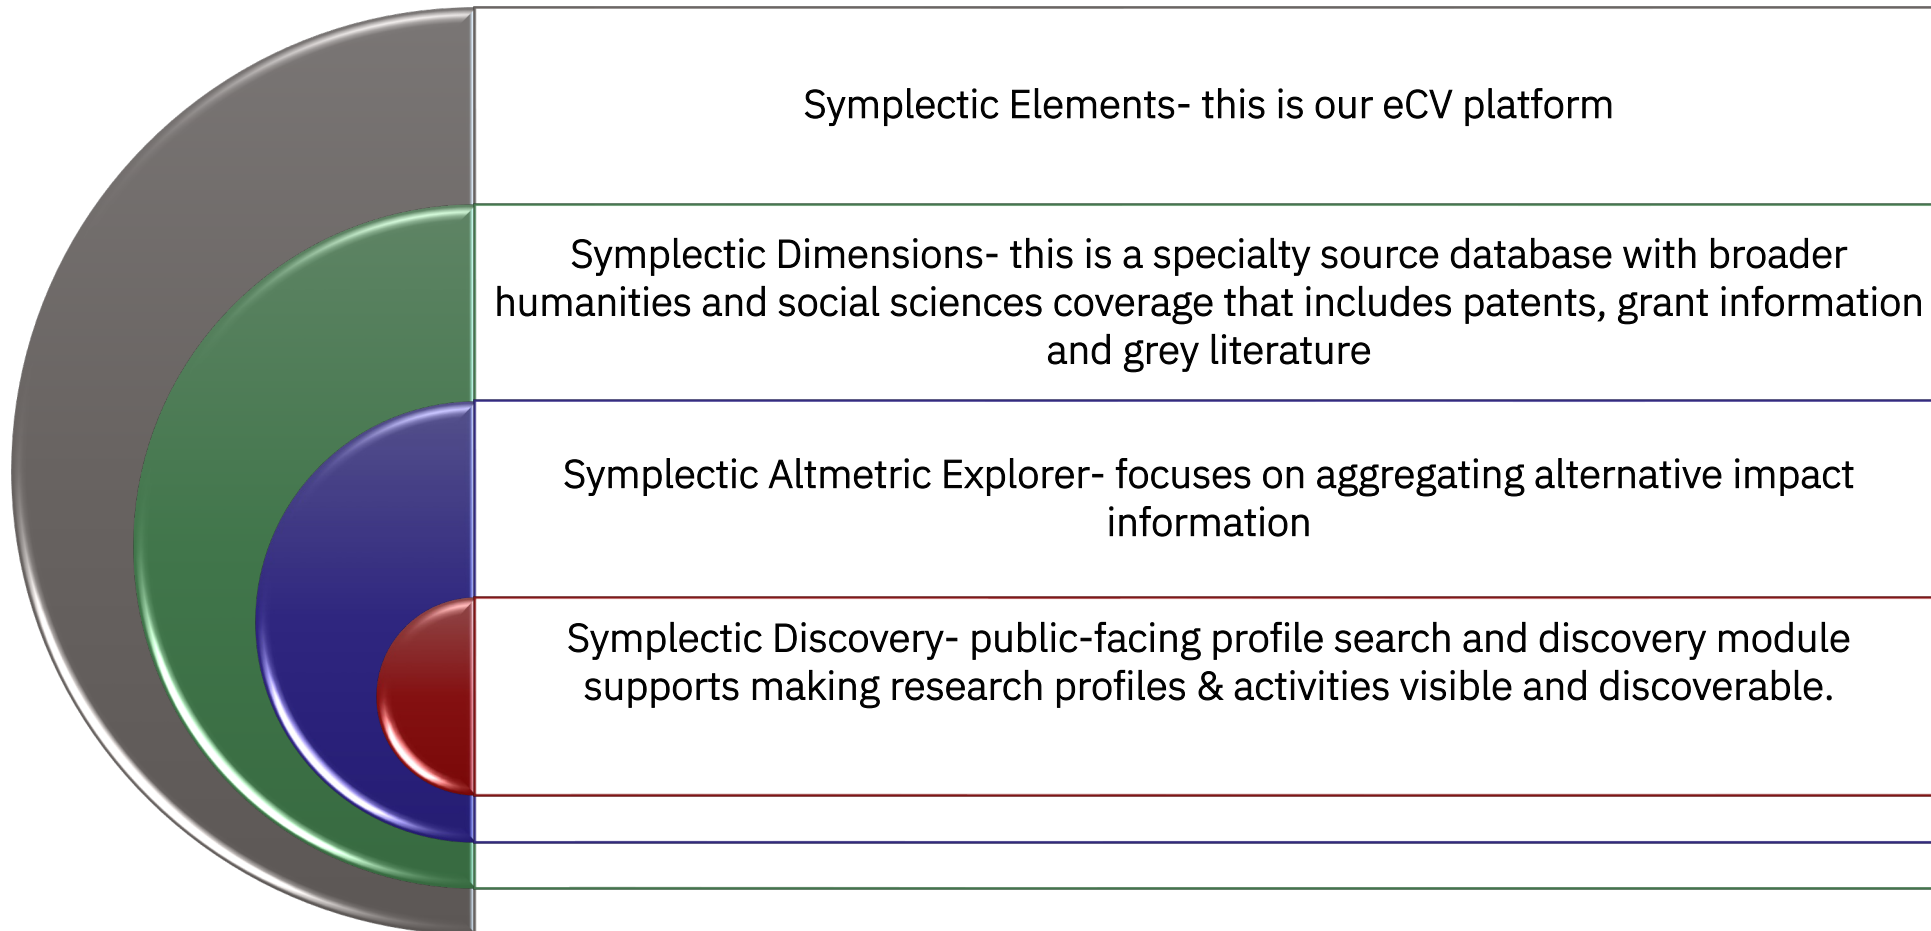 Symplectic Elements- this is our eCV platform
Symplectic Dimensions- this is a specialty source database with broader
humanities and social sciences coverage that includes patents, grant information
and grey literature
Symplectic Altmetric Explorer- focuses on aggregating alternative impact
information
Symplectic Discovery- public-facing profile search and discovery module
supports making research profiles & activities visible and discoverable.